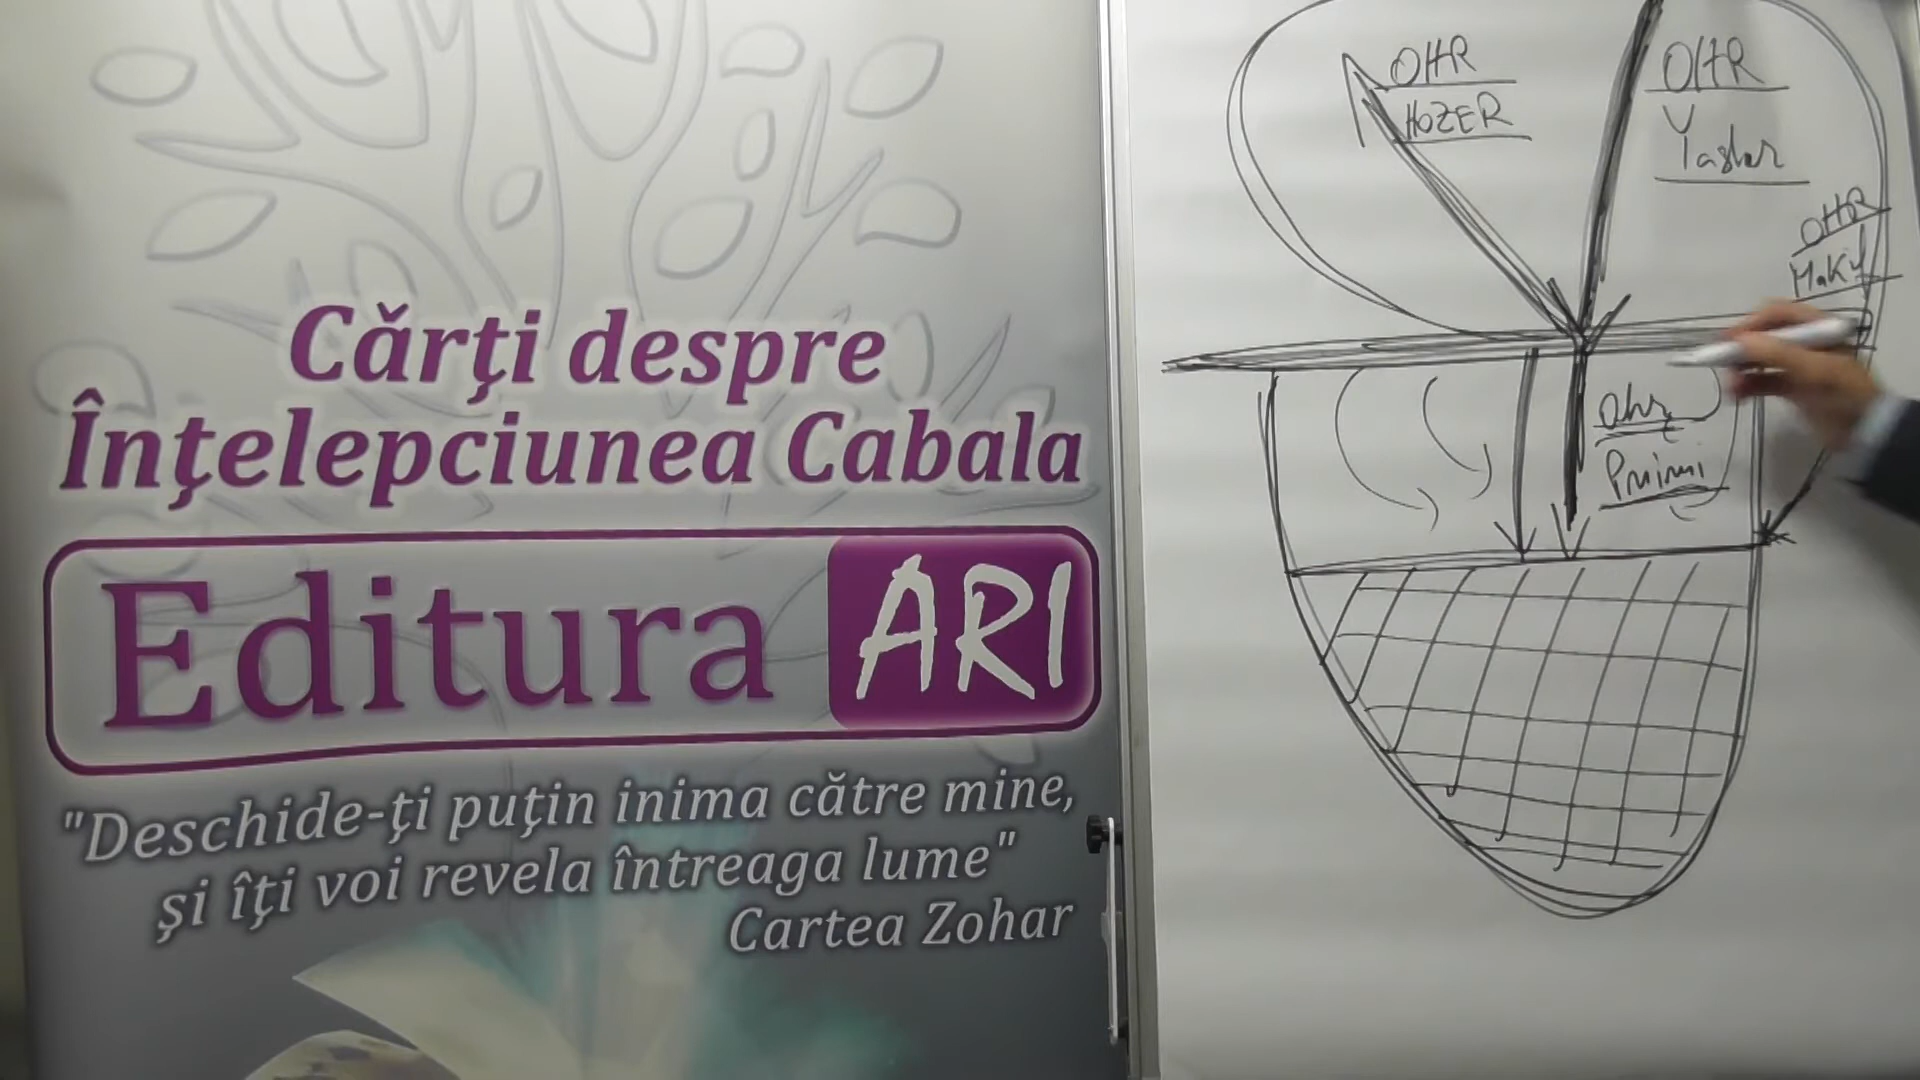 Cărţi despre
Înţelepciunea Cabala
Editura ARI
"Deschide-ţi puţin inima către mine,
şi îţi voi revela întreaga lume"
Cartea Zohar
OHR
HOZER
OHR
Yashar
OHR
Makif
Ohr
Pnimi